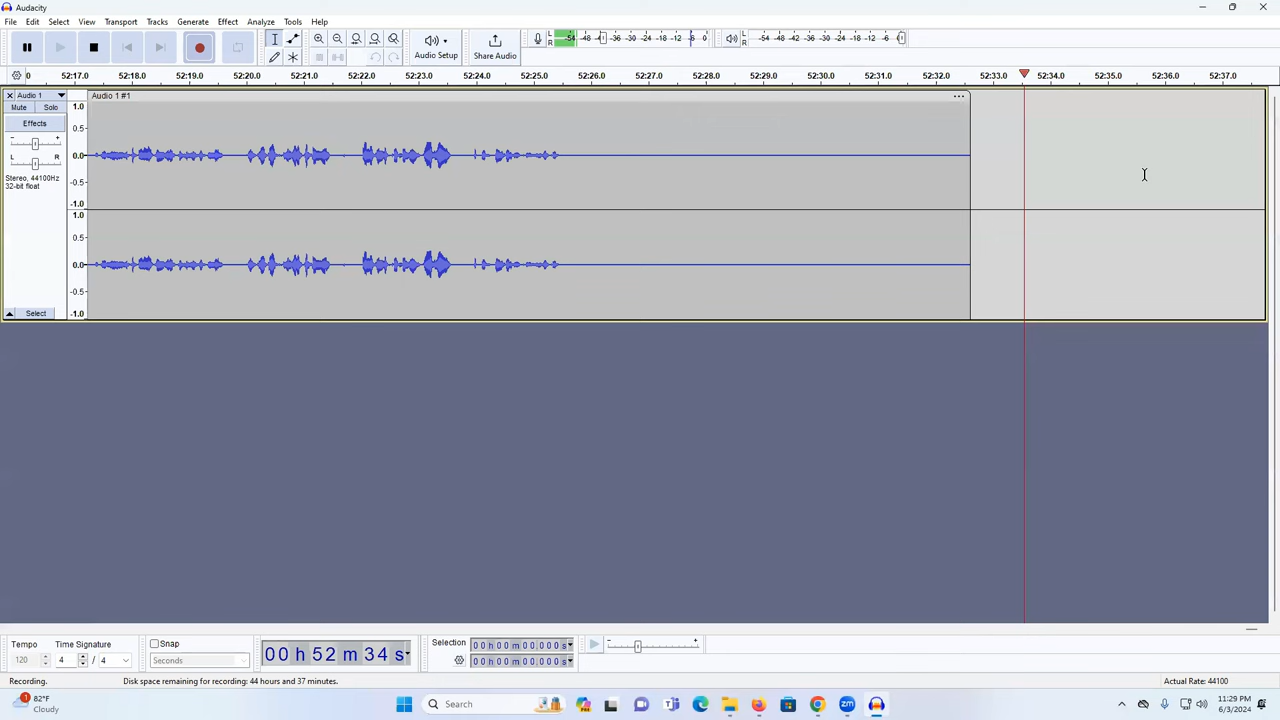 Audacity
File Edit Select View Transport Tracks Generate Effect Analyze Tools Help
Audio Setup
Share Audio
L R -54 -48 -42 -36 -30 -24 -18 -12 -6 0
L R -54 -48 -42 -36 -30 -24 -18 -12 -6 0
0 52:17.0 52:18.0 52:19.0 52:20.0 52:21.0 52:22.0 52:23.0 52:24.0 52:25.0 52:26.0 52:27.0 52:28.0 52:29.0 52:30.0 52:31.0 52:32.0 52:33.0 52:34.0 52:35.0 52:36.0 52:37.0
Audio 1
Audio 1 #1
Mute Solo
Effects
- +
L R
Stereo, 44100Hz
32-bit float
Select
1.0
0.5
0.0
-0.5
-1.0
1.0
0.5
0.0
-0.5
-1.0
Tempo Time Signature
120 4 / 4
Snap
Seconds
00 h 52 m 34 s
Selection
00 h 00 m 00.000 s
00 h 00 m 00.000 s
Recording.
Disk space remaining for recording: 44 hours and 37 minutes.
Actual Rate: 44100
1
82°F
Cloudy
Search
11:29 PM
6/3/2024